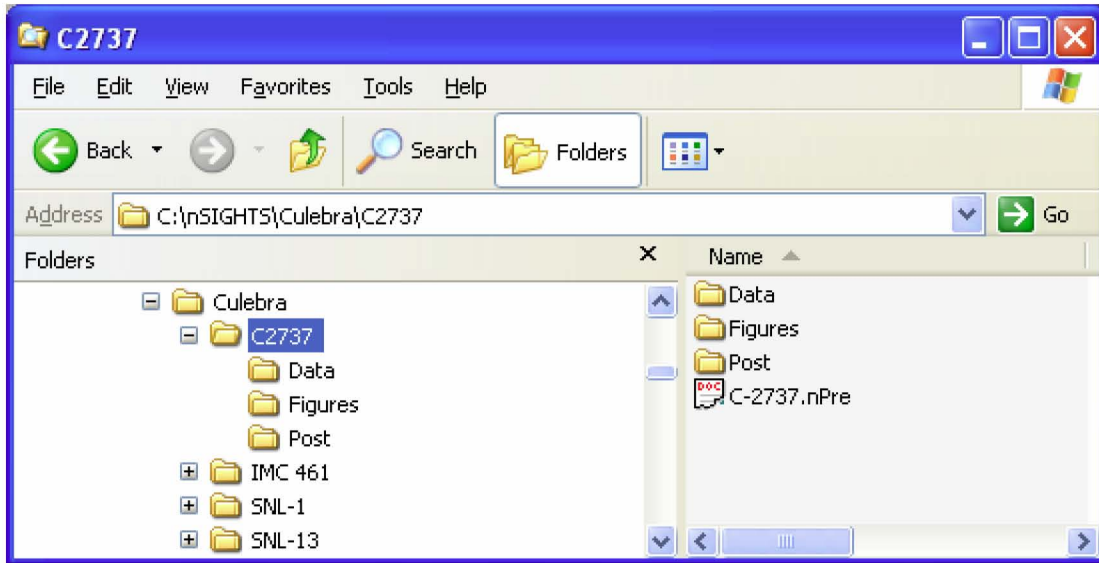 C2737
File Edit View Favorites Tools Help
Back Search Folders
Address C:\nSIGHTS\Culebra\C2737 Go
Folders
Culebra
C2737
Data
Figures
Post
IMC 461
SNL-1
SNL-13
Name
Data
Figures
Post
DOC C-2737.nPre